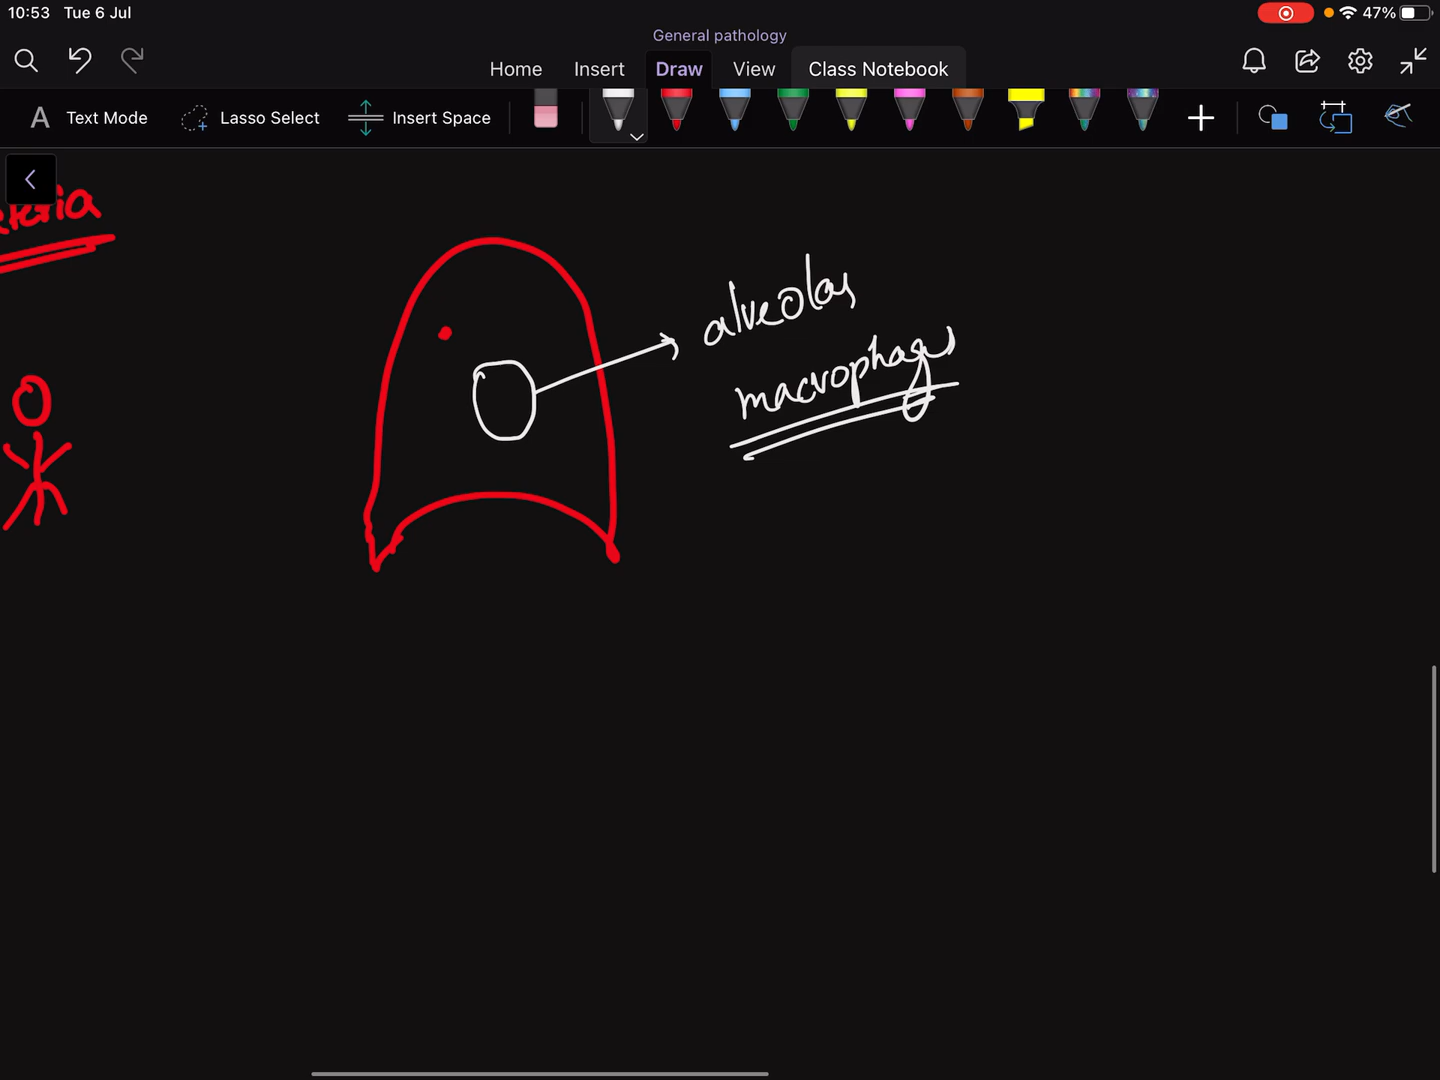 10:53 Tue 6 Jul
47%
General pathology
Home Insert Draw View Class Notebook
A Text Mode Lasso Select Insert Space
alveolar
macrophages